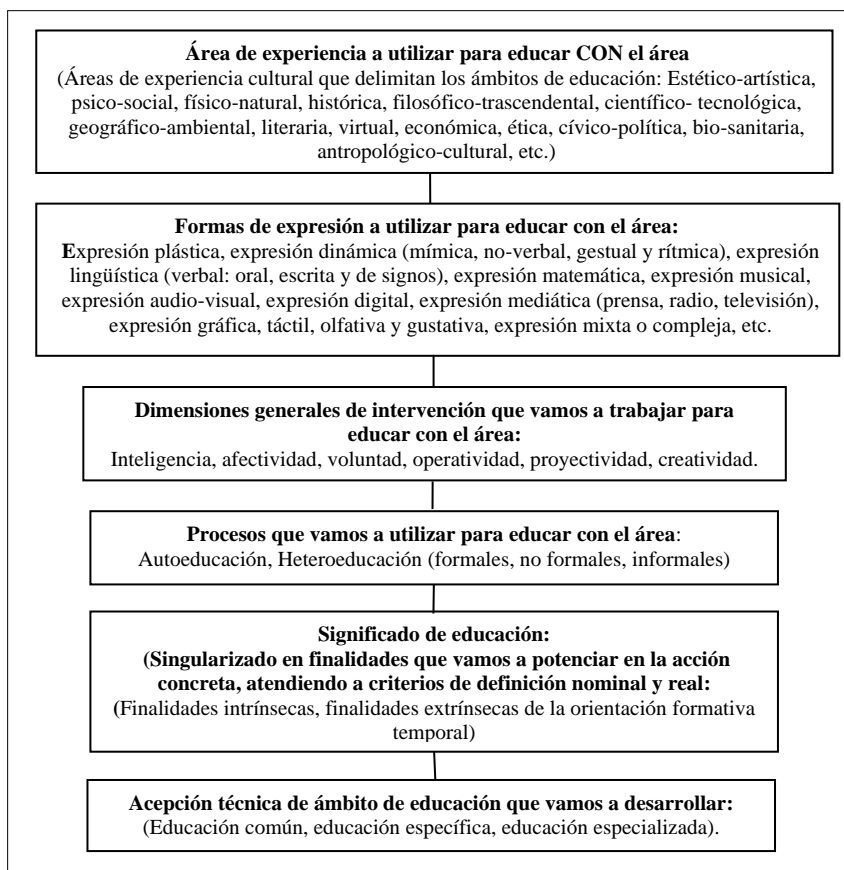 Área de experiencia a utilizar para educar CON el área
(Áreas de experiencia cultural que delimitan los ámbitos de educación: Estético-artística,
psico-social, físico-natural, histórica, filosófico-trascendental, científico- tecnológica,
geográfico-ambiental, literaria, virtual, económica, ética, cívico-política, bio-sanitaria,
antropológico-cultural, etc.)
Formas de expresión a utilizar para educar con el área:
Expresión plástica, expresión dinámica (mímica, no-verbal, gestual y rítmica), expresión
lingüística (verbal: oral, escrita y de signos), expresión matemática, expresión musical,
expresión audio-visual, expresión digital, expresión mediática (prensa, radio, televisión),
expresión gráfica, táctil, olfativa y gustativa, expresión mixta o compleja, etc.
Dimensiones generales de intervención que vamos a trabajar para
educar con el área:
Inteligencia, afectividad, voluntad, operatividad, proyectividad, creatividad.
Procesos que vamos a utilizar para educar con el área:
Autoeducación, Heteroeducación (formales, no formales, informales)
Significado de educación:
(Singularizado en finalidades que vamos a potenciar en la acción
concreta, atendiendo a criterios de definición nominal y real:
(Finalidades intrínsecas, finalidades extrínsecas de la orientación formativa
temporal)
Acepción técnica de ámbito de educación que vamos a desarrollar:
(Educación común, educación específica, educación especializada).